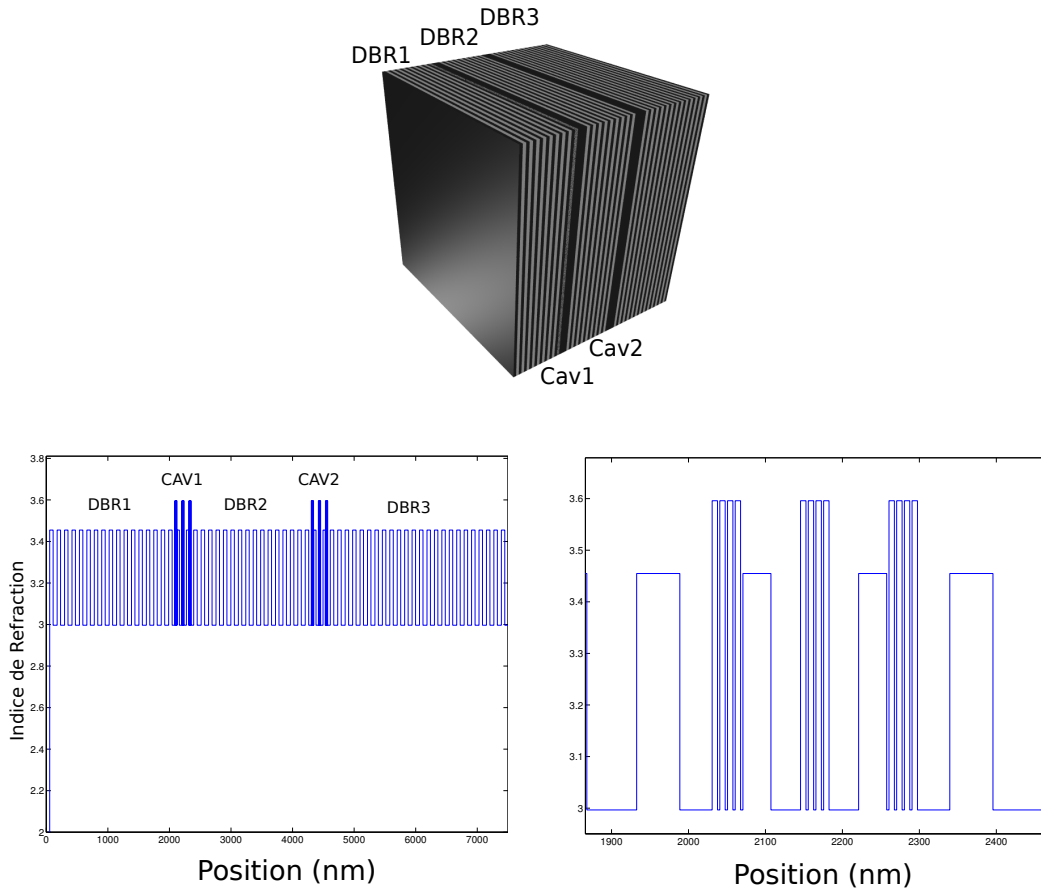 DBR3
DBR2
DBR1
Cav2
Cav1
3.8
3.6
3.4
3.2
3
2.8
2.6
2.4
2.2
2
0
1000
2000
3000
4000
5000
6000
7000
CAV1
CAV2
DBR1
DBR2
DBR3
Indice de Refraction
Position (nm)
3.6
3.5
3.4
3.3
3.2
3.1
3
1900
2000
2100
2200
2300
2400
Position (nm)